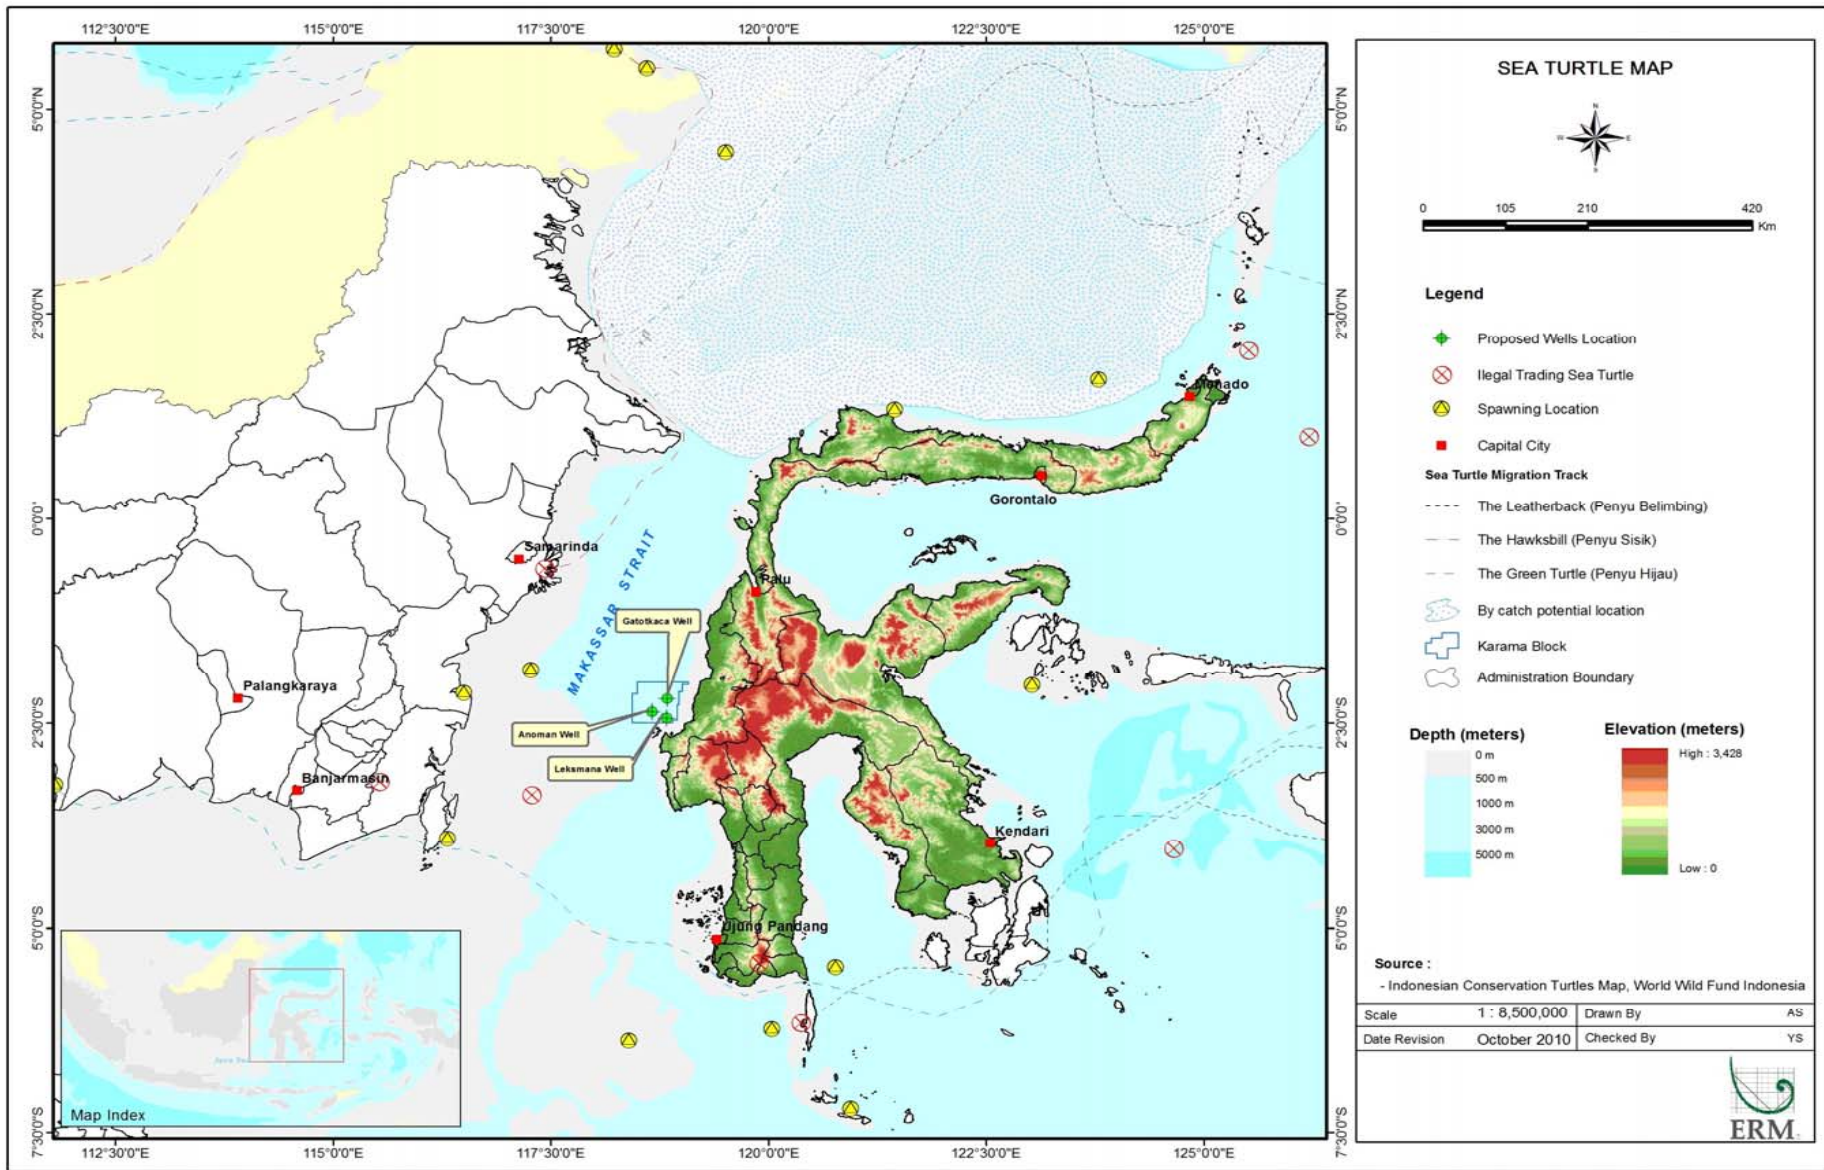 112°30'0"E 115°0'0"E 117°30'0"E 120°0'0"E 122°30'0"E 125°0'0"E
5°0'0"N
2°30'0"N
0°0'0"
2°30'0"S
5°0'0"S
7°30'0"S
5°0'0"N
2°30'0"N
0°0'0"
2°30'0"S
5°0'0"S
7°30'0"S
Manado
Gorontalo
Samarinda
MAKASSAR STRAIT
Palu
Gatotkaca Well
Palangkaraya
Anoman Well
Leksmana Well
Banjarmasin
Kendari
Ujung Pandang
Java Sea
Map Index
112°30'0"E 115°0'0"E 117°30'0"E 120°0'0"E 122°30'0"E 125°0'0"E
SEA TURTLE MAP
N
W E
S
0 105 210 420
Km
Legend
Proposed Wells Location
Ilegal Trading Sea Turtle
Spawning Location
Capital City
Sea Turtle Migration Track
The Leatherback (Penyu Belimbing)
The Hawksbill (Penyu Sisik)
The Green Turtle (Penyu Hijau)
By catch potential location
Karama Block
Administration Boundary
Depth (meters)
0 m
500 m
1000 m
3000 m
5000 m
Elevation (meters)
High : 3,428
Low : 0
Source :
- Indonesian Conservation Turtles Map, World Wild Fund Indonesia
Scale 1 : 8,500,000 Drawn By AS
Date Revision October 2010 Checked By YS
ERM